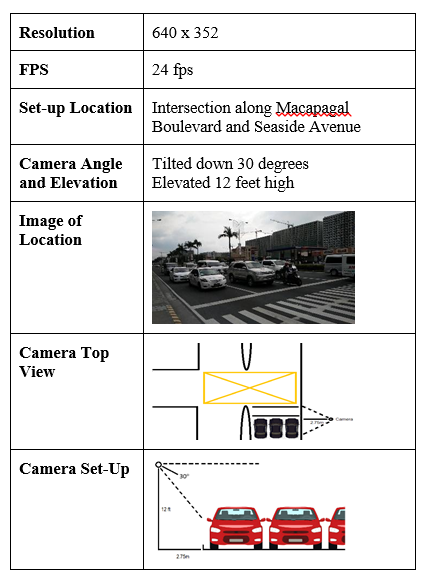 Resolution
640 x 352
FPS
24 fps
Set-up Location
Intersection along Macapagal
Boulevard and Seaside Avenue
Camera Angle
and Elevation
Tilted down 30 degrees
Elevated 12 feet high
Image of
Location
Camera Top
View
2.75m
Camera
Camera Set-Up
30°
12 ft
2.75m